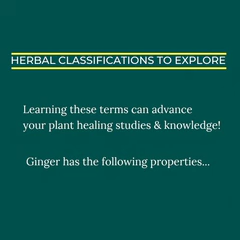 HERBAL CLASSIFICATIONS TO EXPLORE
Learning these terms can advance
your plant healing studies & knowledge!
Ginger has the following properties...